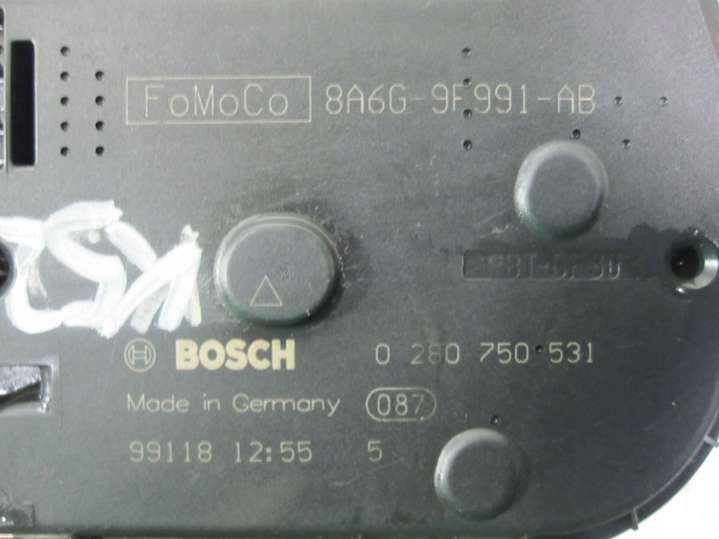 FoMoCo 8A6G-9F991-AB
BOSCH 0 280 750 531
Made in Germany 087
99118 12:55 5